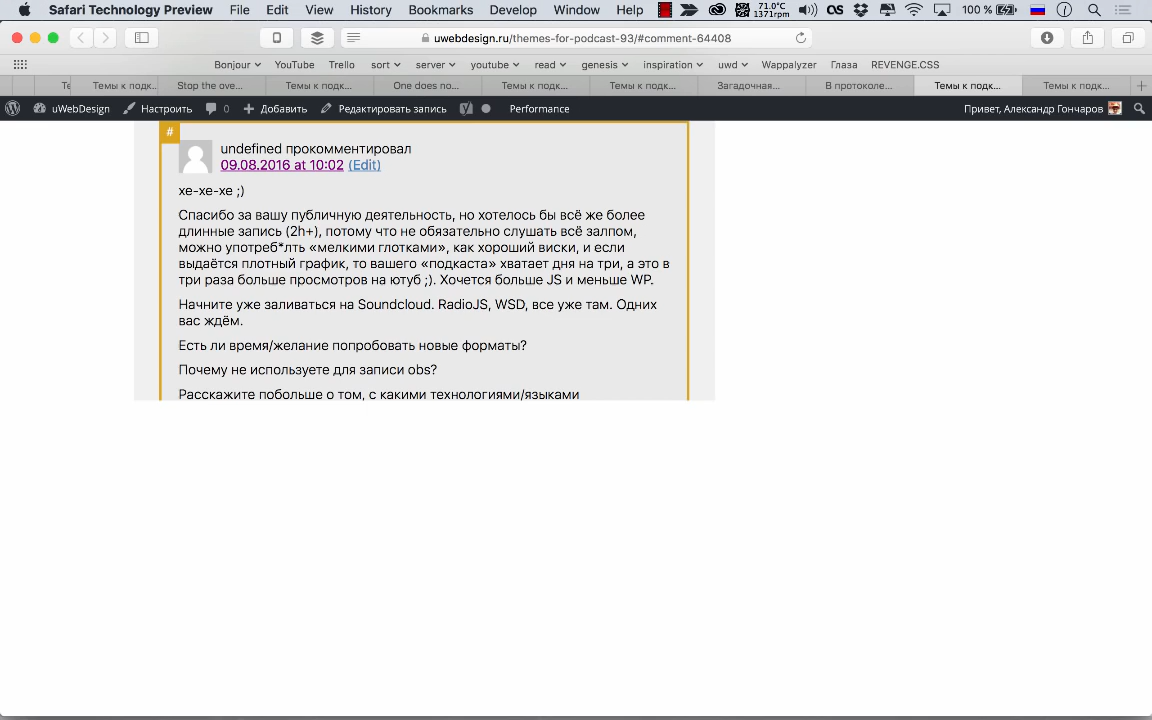 Safari Technology Preview File Edit View History Bookmarks Develop Window Help 71.0°C 1371rpm 100 %
uwebdesign.ru/themes-for-podcast-93/#comment-64408
Bonjour YouTube Trello sort server youtube read genesis inspiration uwd Wappalyzer Глаза REVENGE.CSS
Те Темы к подк... Stop the ove... Темы к подк... One does no... Темы к подк... Темы к подк... Загадочная... В протоколе... Темы к подк... Темы к подк...
uWebDesign Настроить 0 Добавить Редактировать запись Performance Привет, Александр Гончаров
#
undefined прокомментировал
09.08.2016 at 10:02 (Edit)
хе-хе-хе ;)
Спасибо за вашу публичную деятельность, но хотелось бы всё же более
длинные запись (2h+), потому что не обязательно слушать всё залпом,
можно употреб*лть «мелкими глотками», как хороший виски, и если
выдаётся плотный график, то вашего «подкаста» хватает дня на три, а это в
три раза больше просмотров на ютуб ;). Хочется больше JS и меньше WP.
Начните уже заливаться на Soundcloud. RadioJS, WSD, все уже там. Одних
вас ждём.
Есть ли время/желание попробовать новые форматы?
Почему не используете для записи obs?
Расскажите побольше о том, с какими технологиями/языками